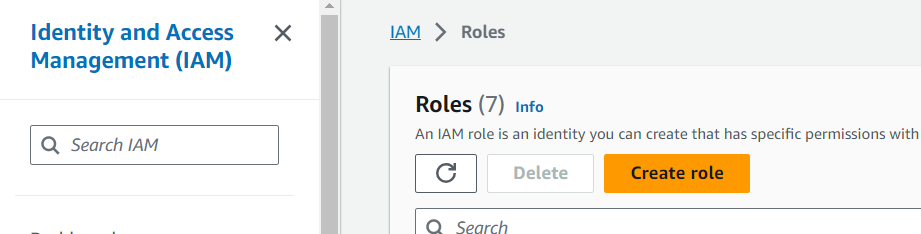 Identity and Access
Management (IAM)
Search IAM
IAM > Roles
Roles (7) Info
An IAM role is an identity you can create that has specific permissions with
Delete
Create role
Search